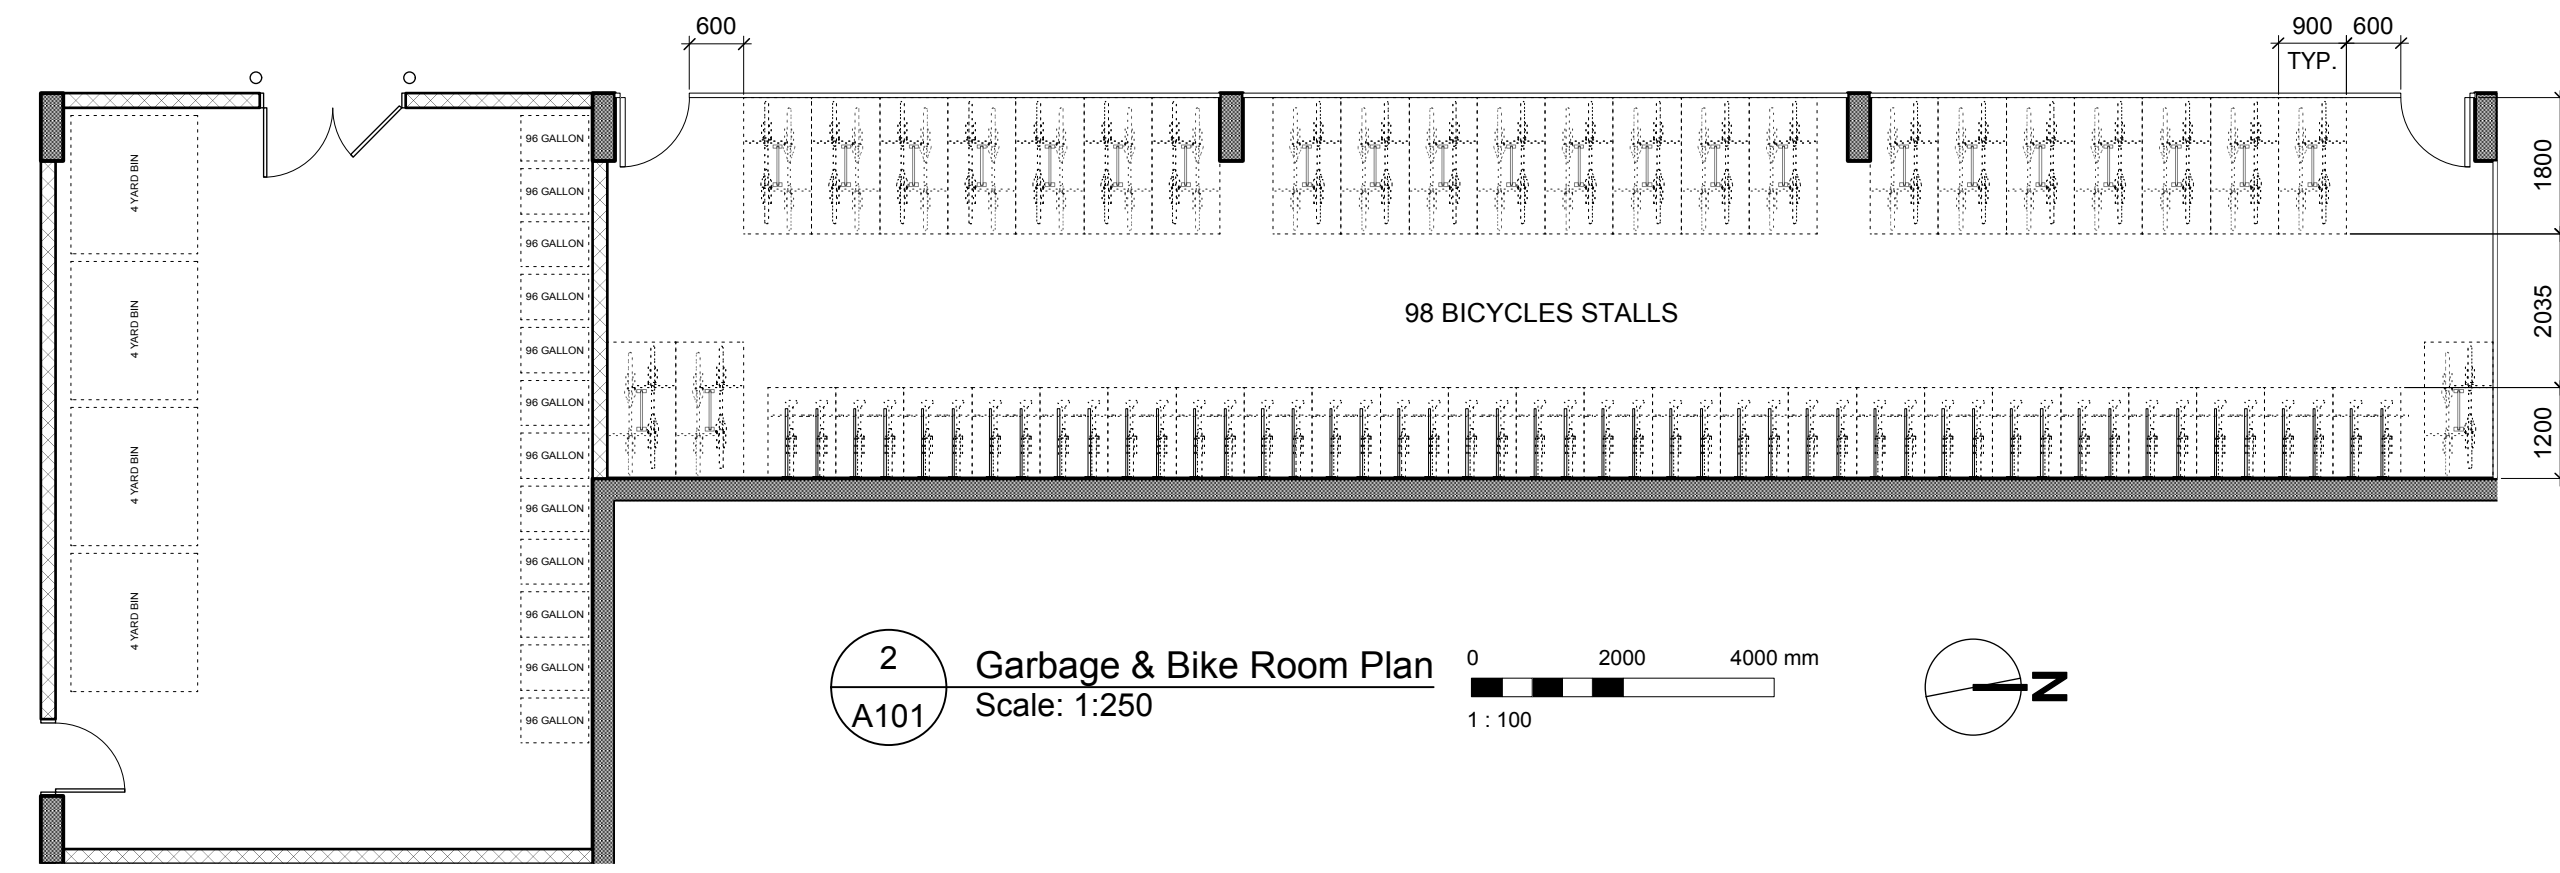 600
900
600
TYP.
4 YARD BIN
4 YARD BIN
4 YARD BIN
4 YARD BIN
96 GALLON
96 GALLON
96 GALLON
96 GALLON
96 GALLON
96 GALLON
96 GALLON
96 GALLON
96 GALLON
96 GALLON
96 GALLON
96 GALLON
98 BICYCLES STALLS
1800
2035
1200
2
A101
Garbage & Bike Room Plan
Scale: 1:250
0 2000 4000 mm
1 : 100
N